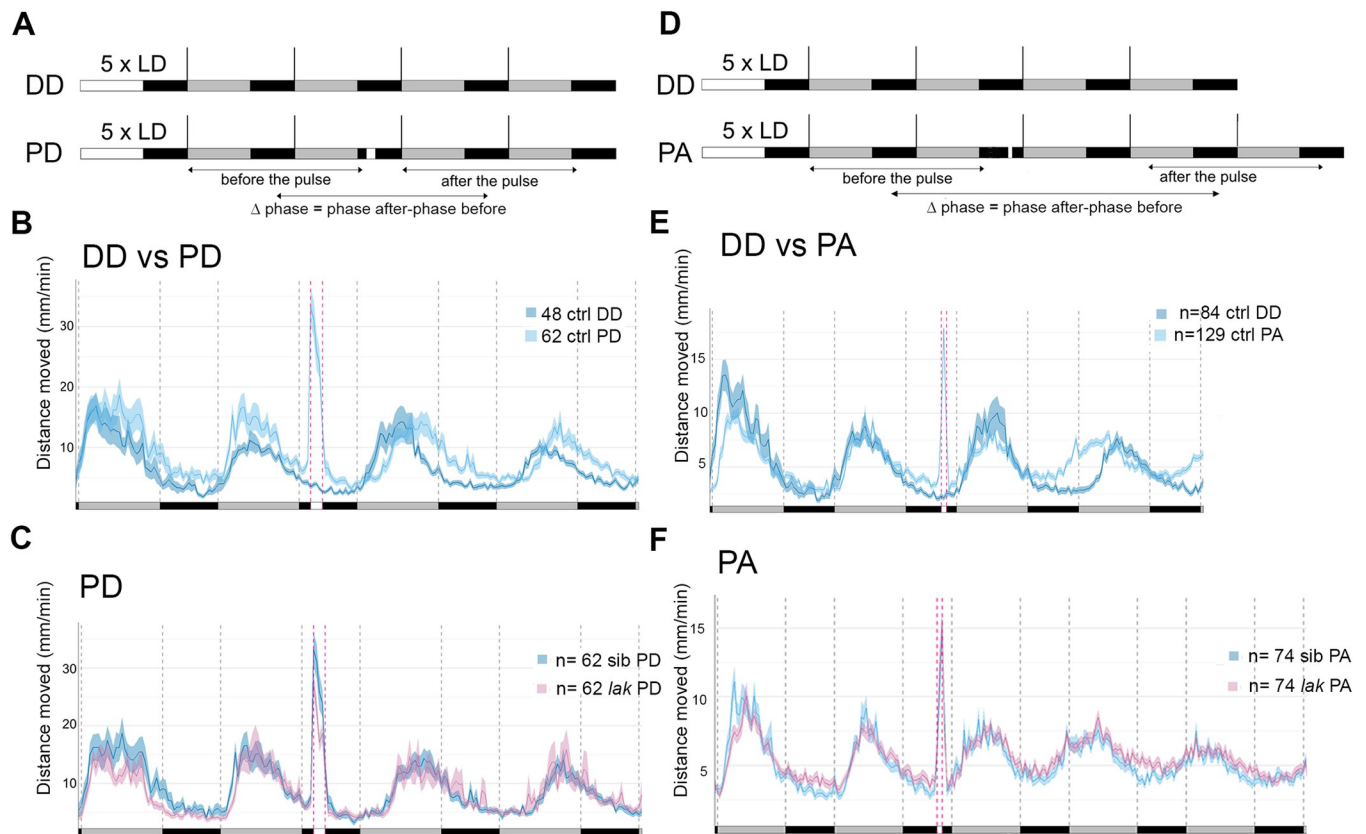 A
5 x LD
DD
5 x LD
PD
before the pulse
after the pulse
Δ phase = phase after-phase before
B
DD vs PD
Distance moved (mm/min)
30
20
10
48 ctrl DD
62 ctrl PD
C
PD
Distance moved (mm/min)
30
20
10
n= 62 sib PD
n= 62 lak PD
D
5 x LD
DD
5 x LD
PA
before the pulse
after the pulse
Δ phase = phase after-phase before
E
DD vs PA
Distance moved (mm/min)
15
10
5
n=84 ctrl DD
n=129 ctrl PA
F
PA
Distance moved (mm/min)
15
10
5
n= 74 sib PA
n= 74 lak PA